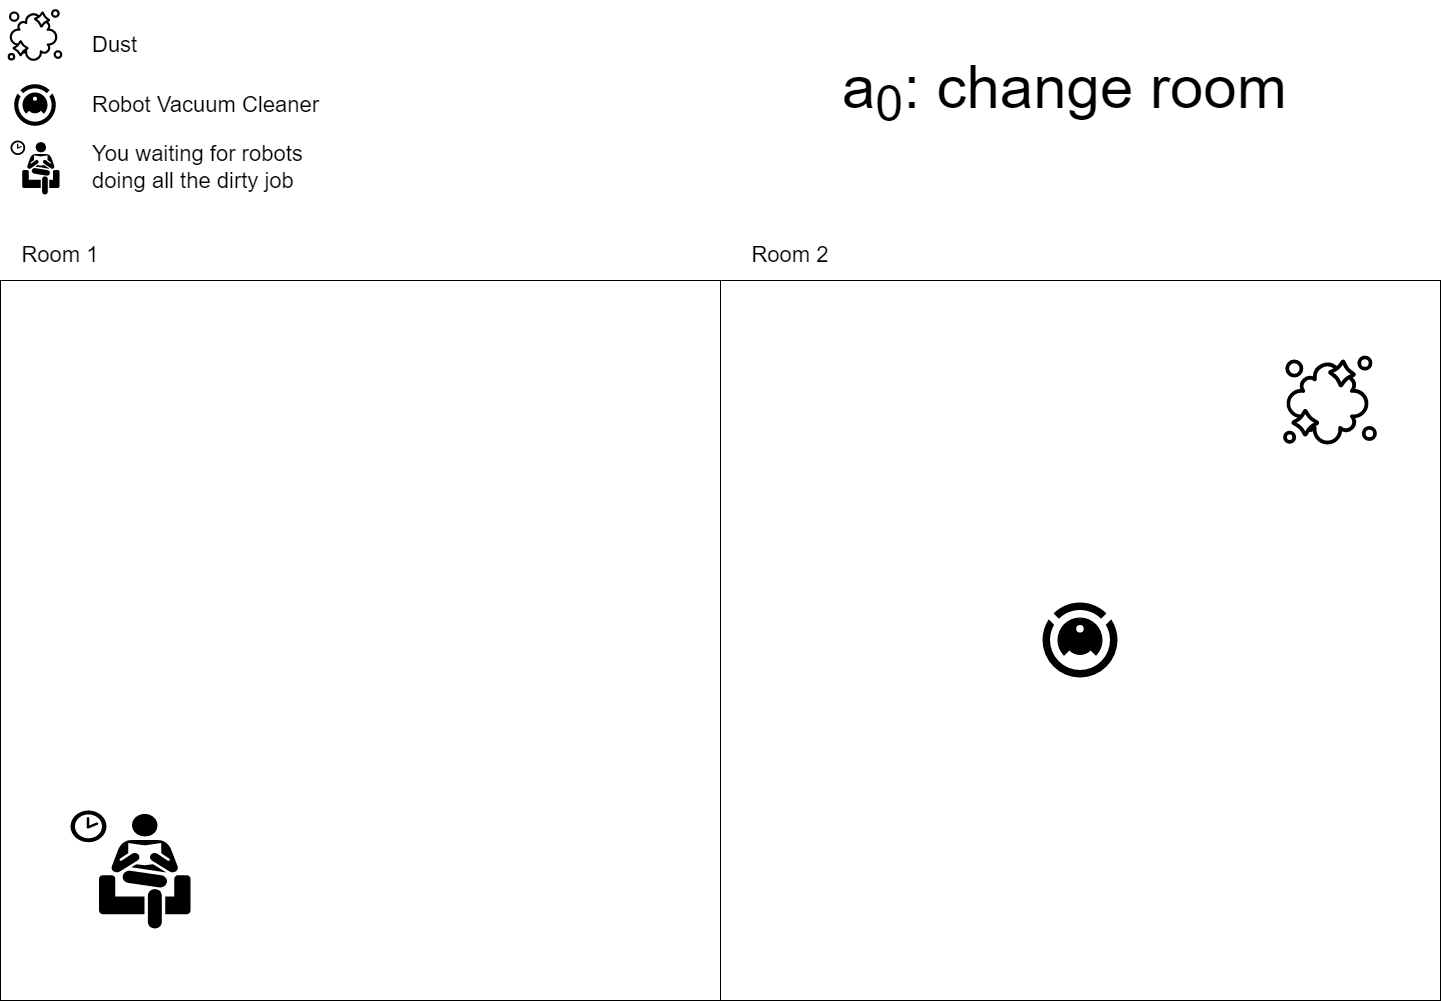 Dust
a₀: change room
Robot Vacuum Cleaner
You waiting for robots
doing all the dirty job
Room 1
Room 2